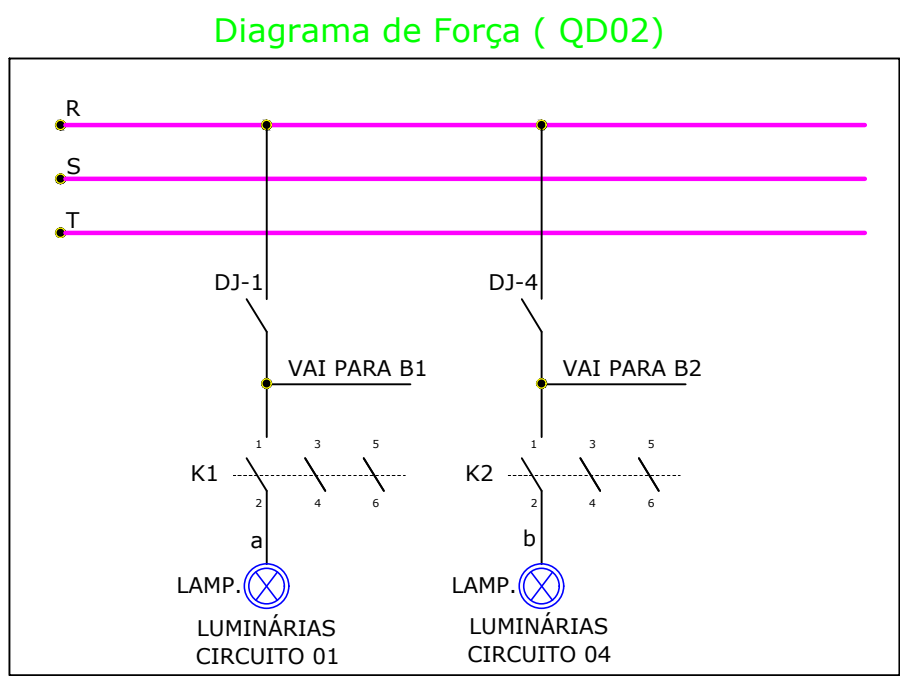 Diagrama de Força ( QD02)
R
S
T
DJ-1
DJ-4
VAI PARA B1
VAI PARA B2
1 3 5
1 3 5
K1
K2
2 4 6
2 4 6
a
b
LAMP.
LAMP.
LUMINÁRIAS
CIRCUITO 01
LUMINÁRIAS
CIRCUITO 04